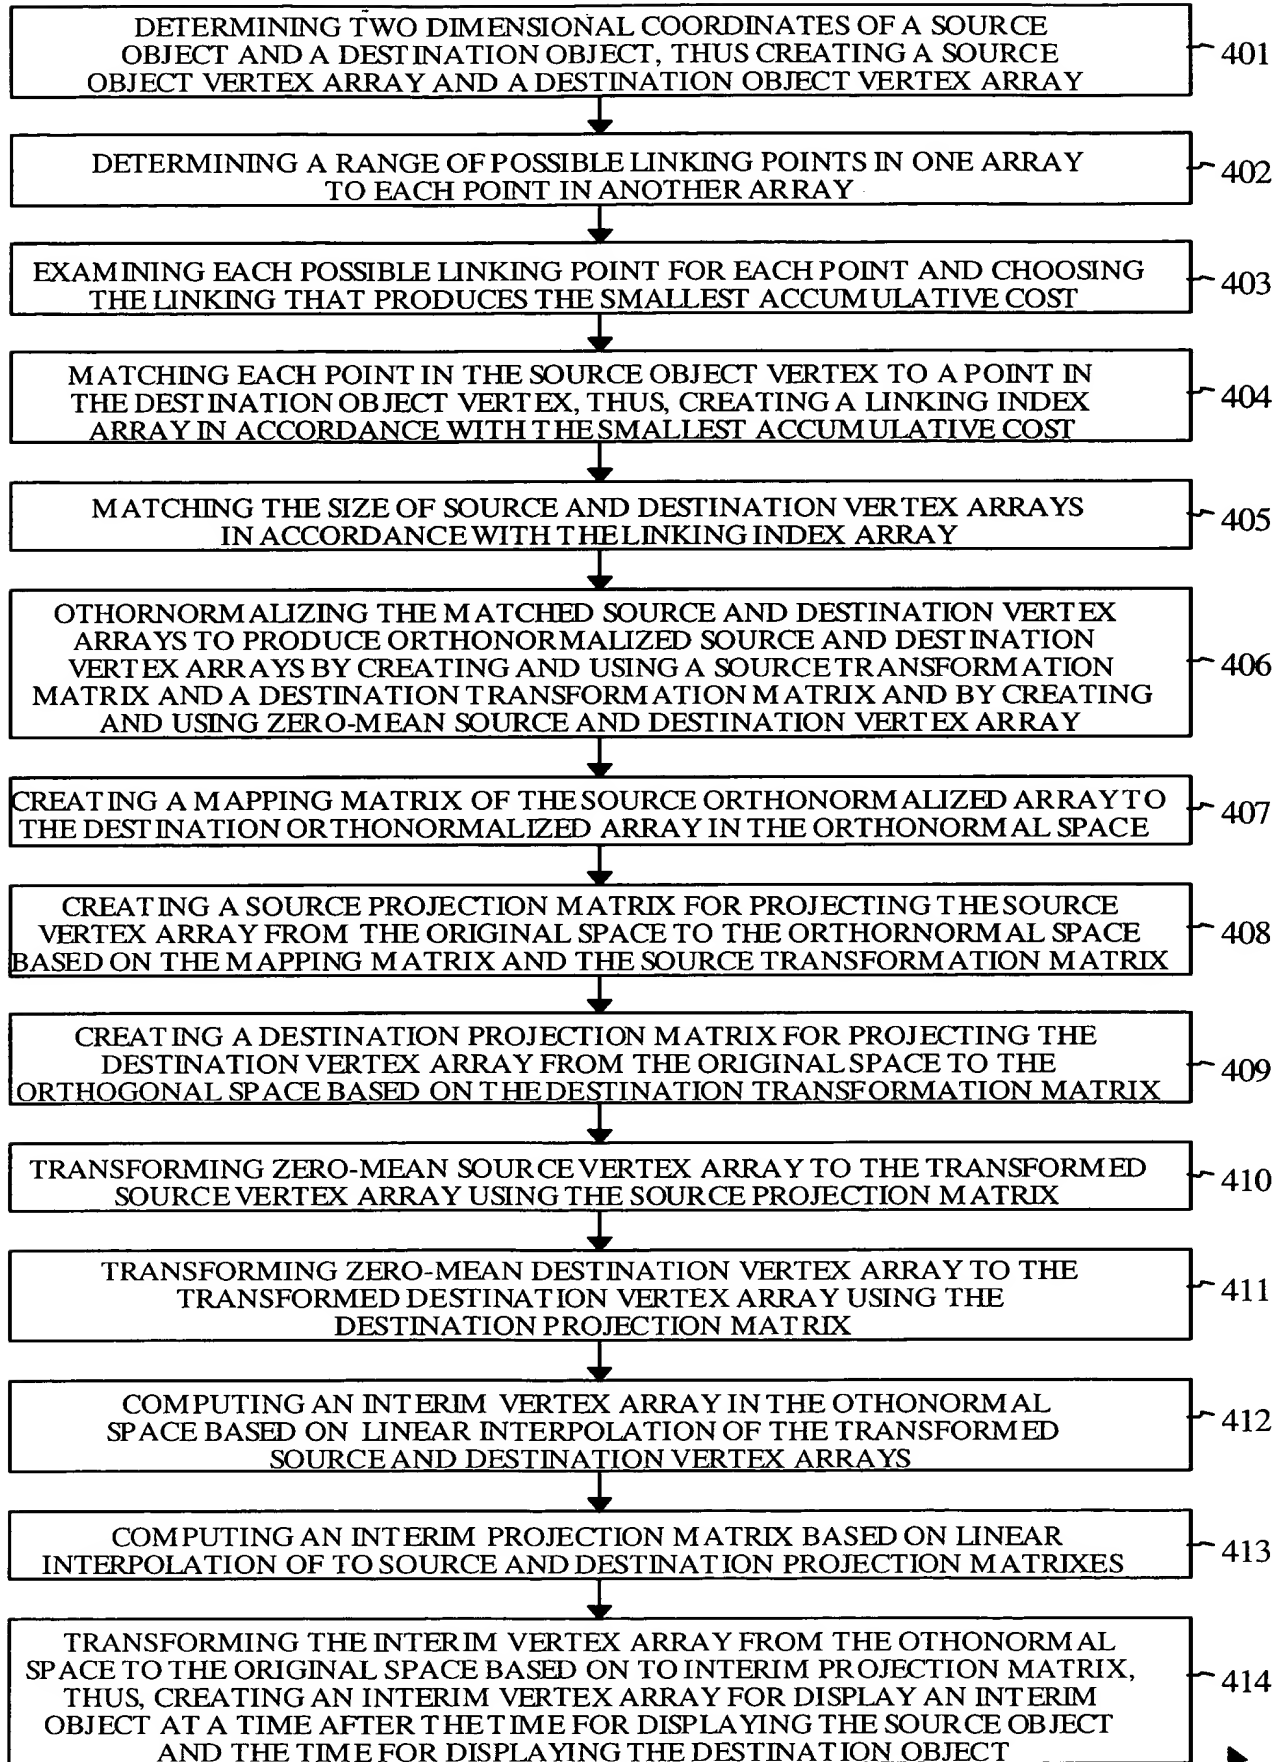 DETERMINING TWO DIMENSIONAL COORDINATES OF A SOURCE
OBJECT AND A DESTINATION OBJECT, THUS CREATING A SOURCE
OBJECT VERTEX ARRAY AND A DESTINATION OBJECT VERTEX ARRAY
401
DETERMINING A RANGE OF POSSIBLE LINKING POINTS IN ONE ARRAY
TO EACH POINT IN ANOTHER ARRAY
402
EXAMINING EACH POSSIBLE LINKING POINT FOR EACH POINT AND CHOOSING
THE LINKING THAT PRODUCES THE SMALLEST ACCUMULATIVE COST
403
MATCHING EACH POINT IN THE SOURCE OBJECT VERTEX TO A POINT IN
THE DESTINATION OBJECT VERTEX, THUS, CREATING A LINKING INDEX
ARRAY IN ACCORDANCE WITH THE SMALLEST ACCUMULATIVE COST
404
MATCHING THE SIZE OF SOURCE AND DESTINATION VERTEX ARRAYS
IN ACCORDANCE WITH THE LINKING INDEX ARRAY
405
OTHORNORMALIZING THE MATCHED SOURCE AND DESTINATION VERTEX
ARRAYS TO PRODUCE ORTHONORMALIZED SOURCE AND DESTINATION
VERTEX ARRAYS BY CREATING AND USING A SOURCE TRANSFORMATION
MATRIX AND A DESTINATION TRANSFORMATION MATRIX AND BY CREATING
AND USING ZERO-MEAN SOURCE AND DESTINATION VERTEX ARRAY
406
CREATING A MAPPING MATRIX OF THE SOURCE ORTHONORMALIZED ARRAY TO
THE DESTINATION ORTHONORMALIZED ARRAY IN THE ORTHONORMAL SPACE
407
CREATING A SOURCE PROJECTION MATRIX FOR PROJECTING THE SOURCE
VERTEX ARRAY FROM THE ORIGINAL SPACE TO THE ORTHORNORMAL SPACE
BASED ON THE MAPPING MATRIX AND THE SOURCE TRANSFORMATION MATRIX
408
CREATING A DESTINATION PROJECTION MATRIX FOR PROJECTING THE
DESTINATION VERTEX ARRAY FROM THE ORIGINAL SPACE TO THE
ORTHOGONAL SPACE BASED ON THE DESTINATION TRANSFORMATION MATRIX
409
TRANSFORMING ZERO-MEAN SOURCE VERTEX ARRAY TO THE TRANSFORMED
SOURCE VERTEX ARRAY USING THE SOURCE PROJECTION MATRIX
410
TRANSFORMING ZERO-MEAN DESTINATION VERTEX ARRAY TO THE
TRANSFORMED DESTINATION VERTEX ARRAY USING THE
DESTINATION PROJECTION MATRIX
411
COMPUTING AN INTERIM VERTEX ARRAY IN THE OTHONORMAL
SPACE BASED ON LINEAR INTERPOLATION OF THE TRANSFORMED
SOURCE AND DESTINATION VERTEX ARRAYS
412
COMPUTING AN INTERIM PROJECTION MATRIX BASED ON LINEAR
INTERPOLATION OF TO SOURCE AND DESTINATION PROJECTION MATRIXES
413
TRANSFORMING THE INTERIM VERTEX ARRAY FROM THE OTHONORMAL
SPACE TO THE ORIGINAL SPACE BASED ON TO INTERIM PROJECTION MATRIX,
THUS, CREATING AN INTERIM VERTEX ARRAY FOR DISPLAY AN INTERIM
OBJECT AT A TIME AFTER THE TIME FOR DISPLAYING THE SOURCE OBJECT
AND THE TIME FOR DISPLAYING THE DESTINATION OBJECT
414